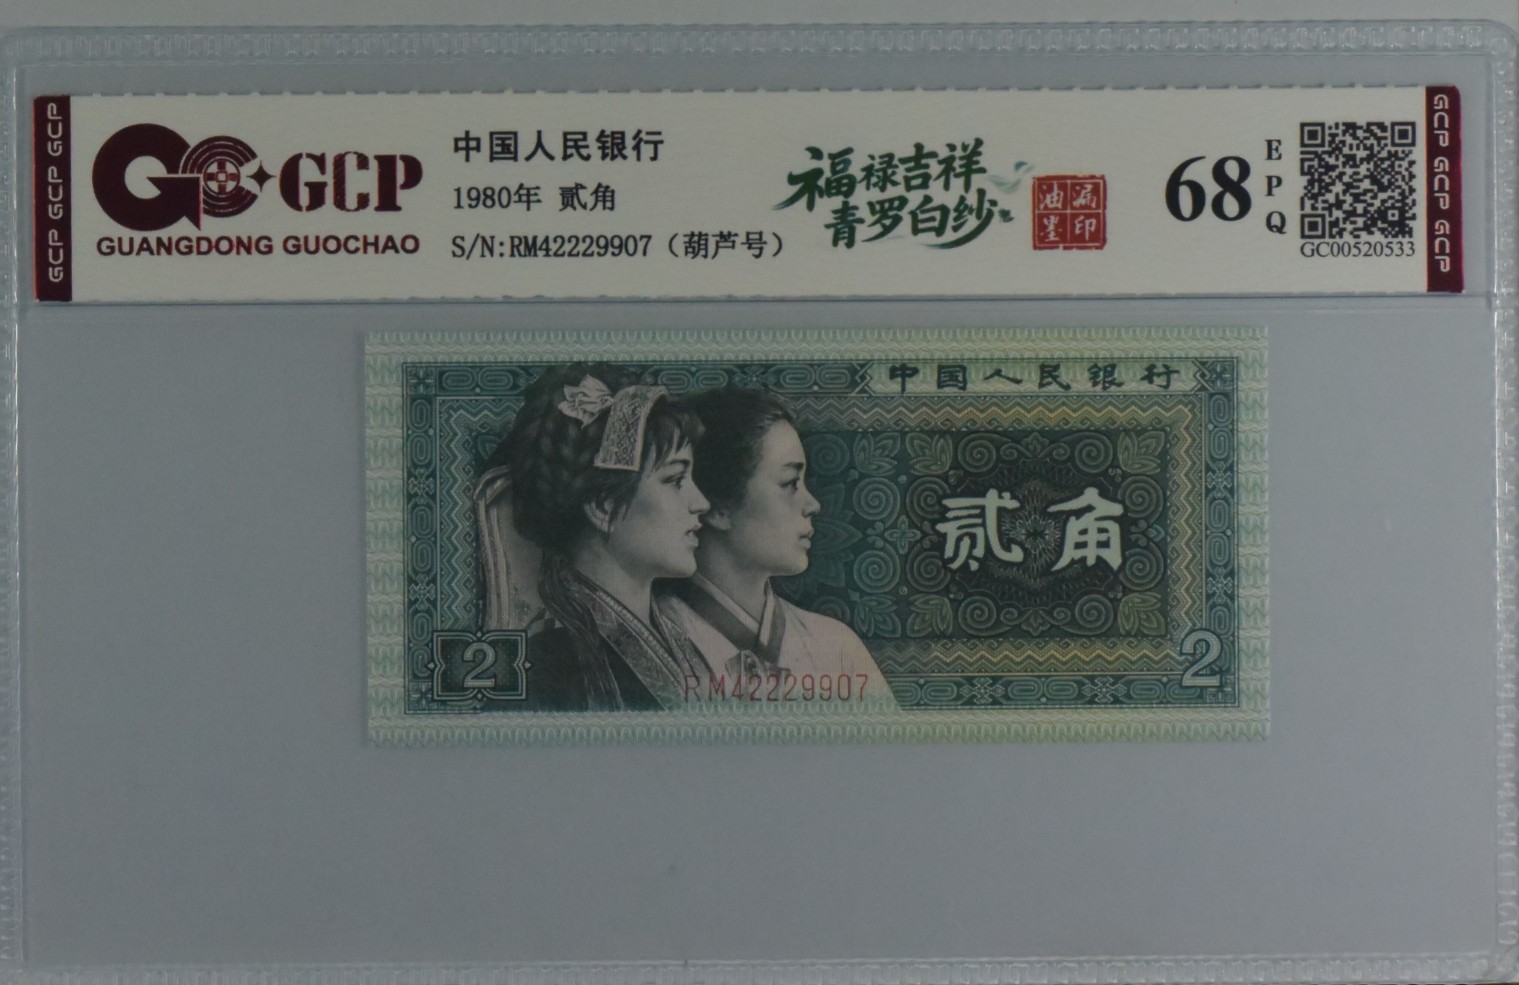 GCP GCP GCP
GCP
GUANGDONG GUOCHAO
中国人民银行
1980年 贰角
S/N:RM42229907（葫芦号）
福禄吉祥
青罗白纱
油漏
墨印
68
E
P
Q
GC00520533
GCP GCP GCP
中国人民银行
贰角
2
2
RM42229907